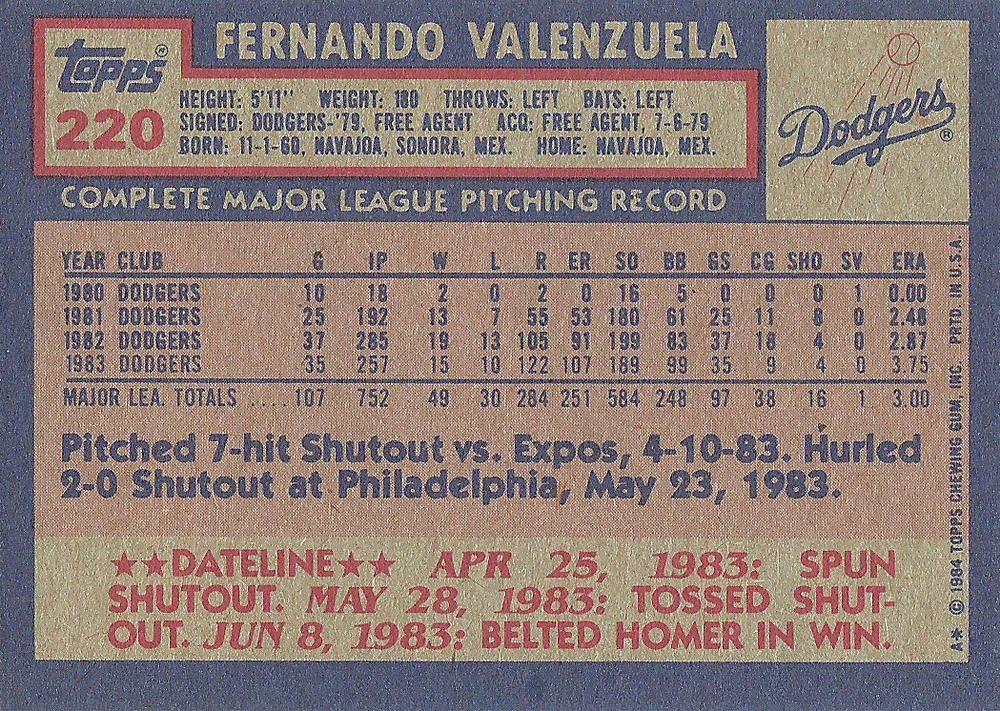 FERNANDO VALENZUELA
Topps®
220
HEIGHT: 5'11" WEIGHT: 180 THROWS: LEFT BATS: LEFT
SIGNED: DODGERS-'79, FREE AGENT ACQ: FREE AGENT, 7-6-79
BORN: 11-1-60, NAVAJOA, SONORA, MEX. HOME: NAVAJOA, MEX.
Dodgers®
COMPLETE MAJOR LEAGUE PITCHING RECORD
YEAR CLUB G IP W L R ER SO BB GS CG SHO SV ERA
1980 DODGERS 10 18 2 0 2 0 16 5 0 0 0 1 0.00
1981 DODGERS 25 192 13 7 55 53 180 61 25 11 8 0 2.48
1982 DODGERS 37 285 19 13 105 91 199 83 37 18 4 0 2.87
1983 DODGERS 35 257 15 10 122 107 189 99 35 9 4 0 3.75
MAJOR LEA. TOTALS ....107 752 49 30 284 251 584 248 97 38 16 1 3.00
Pitched 7-hit Shutout vs. Expos, 4-10-83. Hurled
2-0 Shutout at Philadelphia, May 23, 1983.
★★DATELINE★★ APR 25, 1983: SPUN
SHUTOUT. MAY 28, 1983: TOSSED SHUT-
OUT. JUN 8, 1983: BELTED HOMER IN WIN.
A* © 1984 TOPPS CHEWING GUM, INC. PRTD. IN U.S.A.